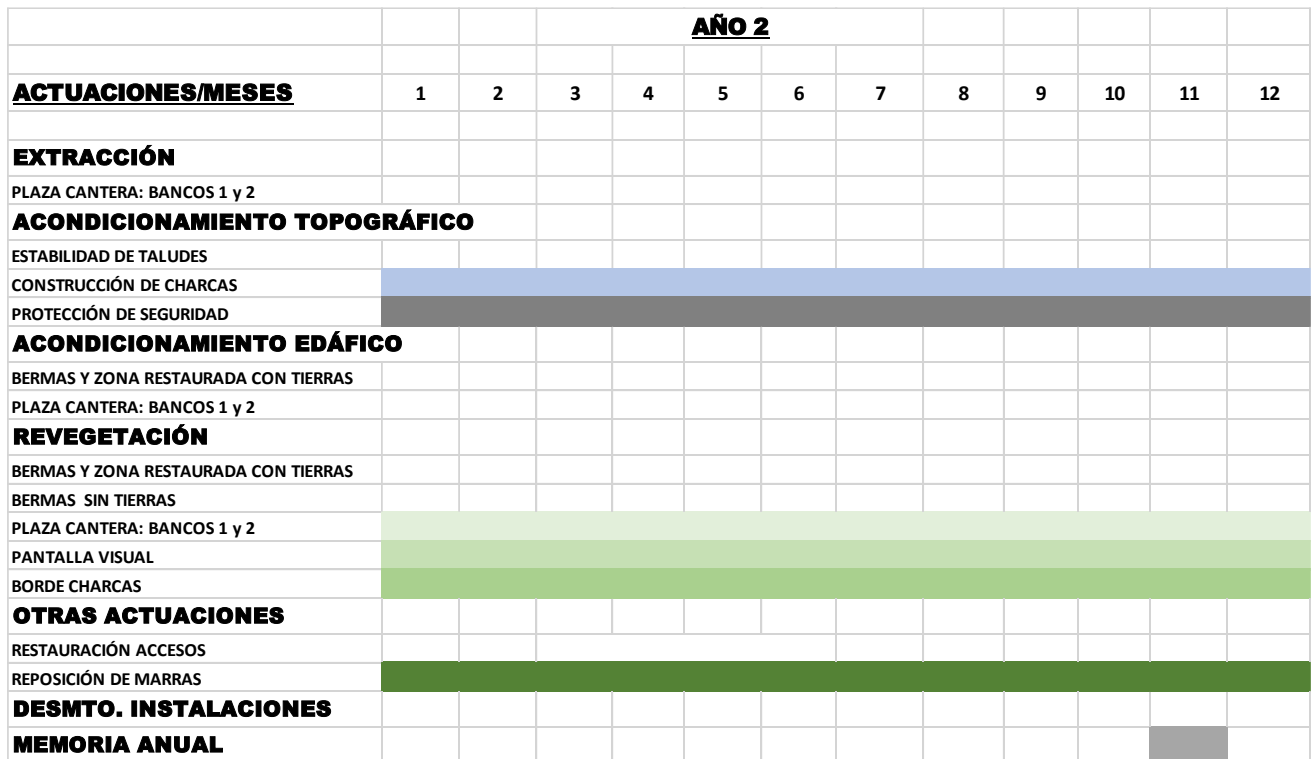 AÑO 2
ACTUACIONES/MESES 1 2 3 4 5 6 7 8 9 10 11 12
EXTRACCIÓN
PLAZA CANTERA: BANCOS 1 y 2
ACONDICIONAMIENTO TOPOGRÁFICO
ESTABILIDAD DE TALUDES
CONSTRUCCIÓN DE CHARCAS
PROTECCIÓN DE SEGURIDAD
ACONDICIONAMIENTO EDÁFICO
BERMAS Y ZONA RESTAURADA CON TIERRAS
PLAZA CANTERA: BANCOS 1 y 2
REVEGETACIÓN
BERMAS Y ZONA RESTAURADA CON TIERRAS
BERMAS SIN TIERRAS
PLAZA CANTERA: BANCOS 1 y 2
PANTALLA VISUAL
BORDE CHARCAS
OTRAS ACTUACIONES
RESTAURACIÓN ACCESOS
REPOSICIÓN DE MARRAS
DESMTO. INSTALACIONES
MEMORIA ANUAL